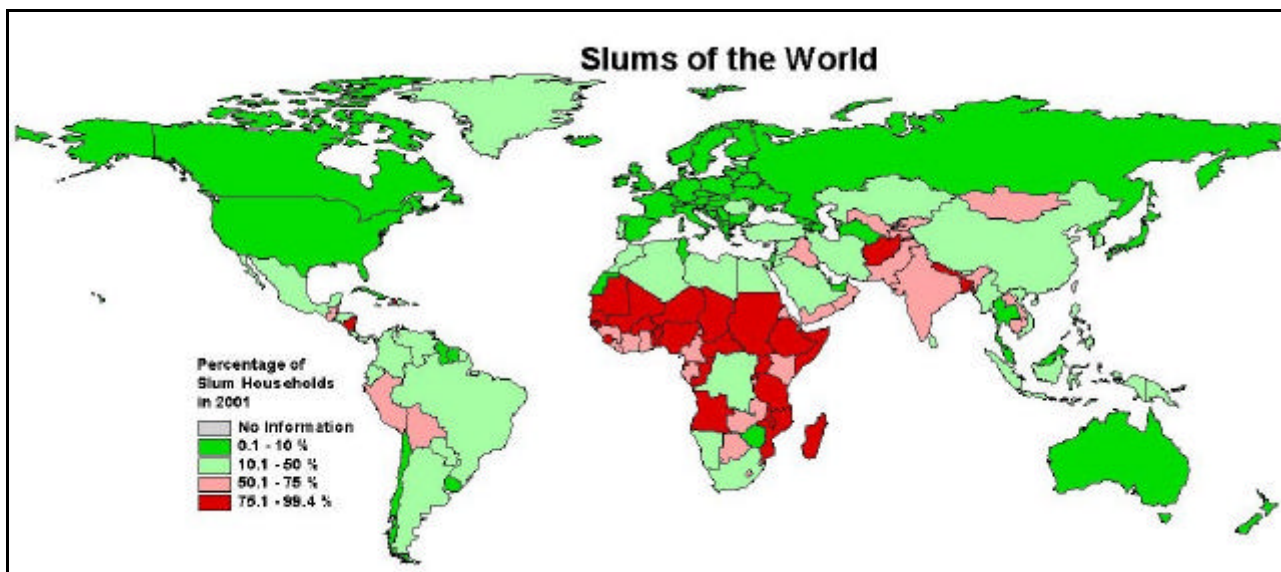 Slums of the World
Percentage of
Slum Households
in 2001
No Information
0.1 - 10 %
10.1 - 50 %
50.1 - 75 %
75.1 - 99.4 %